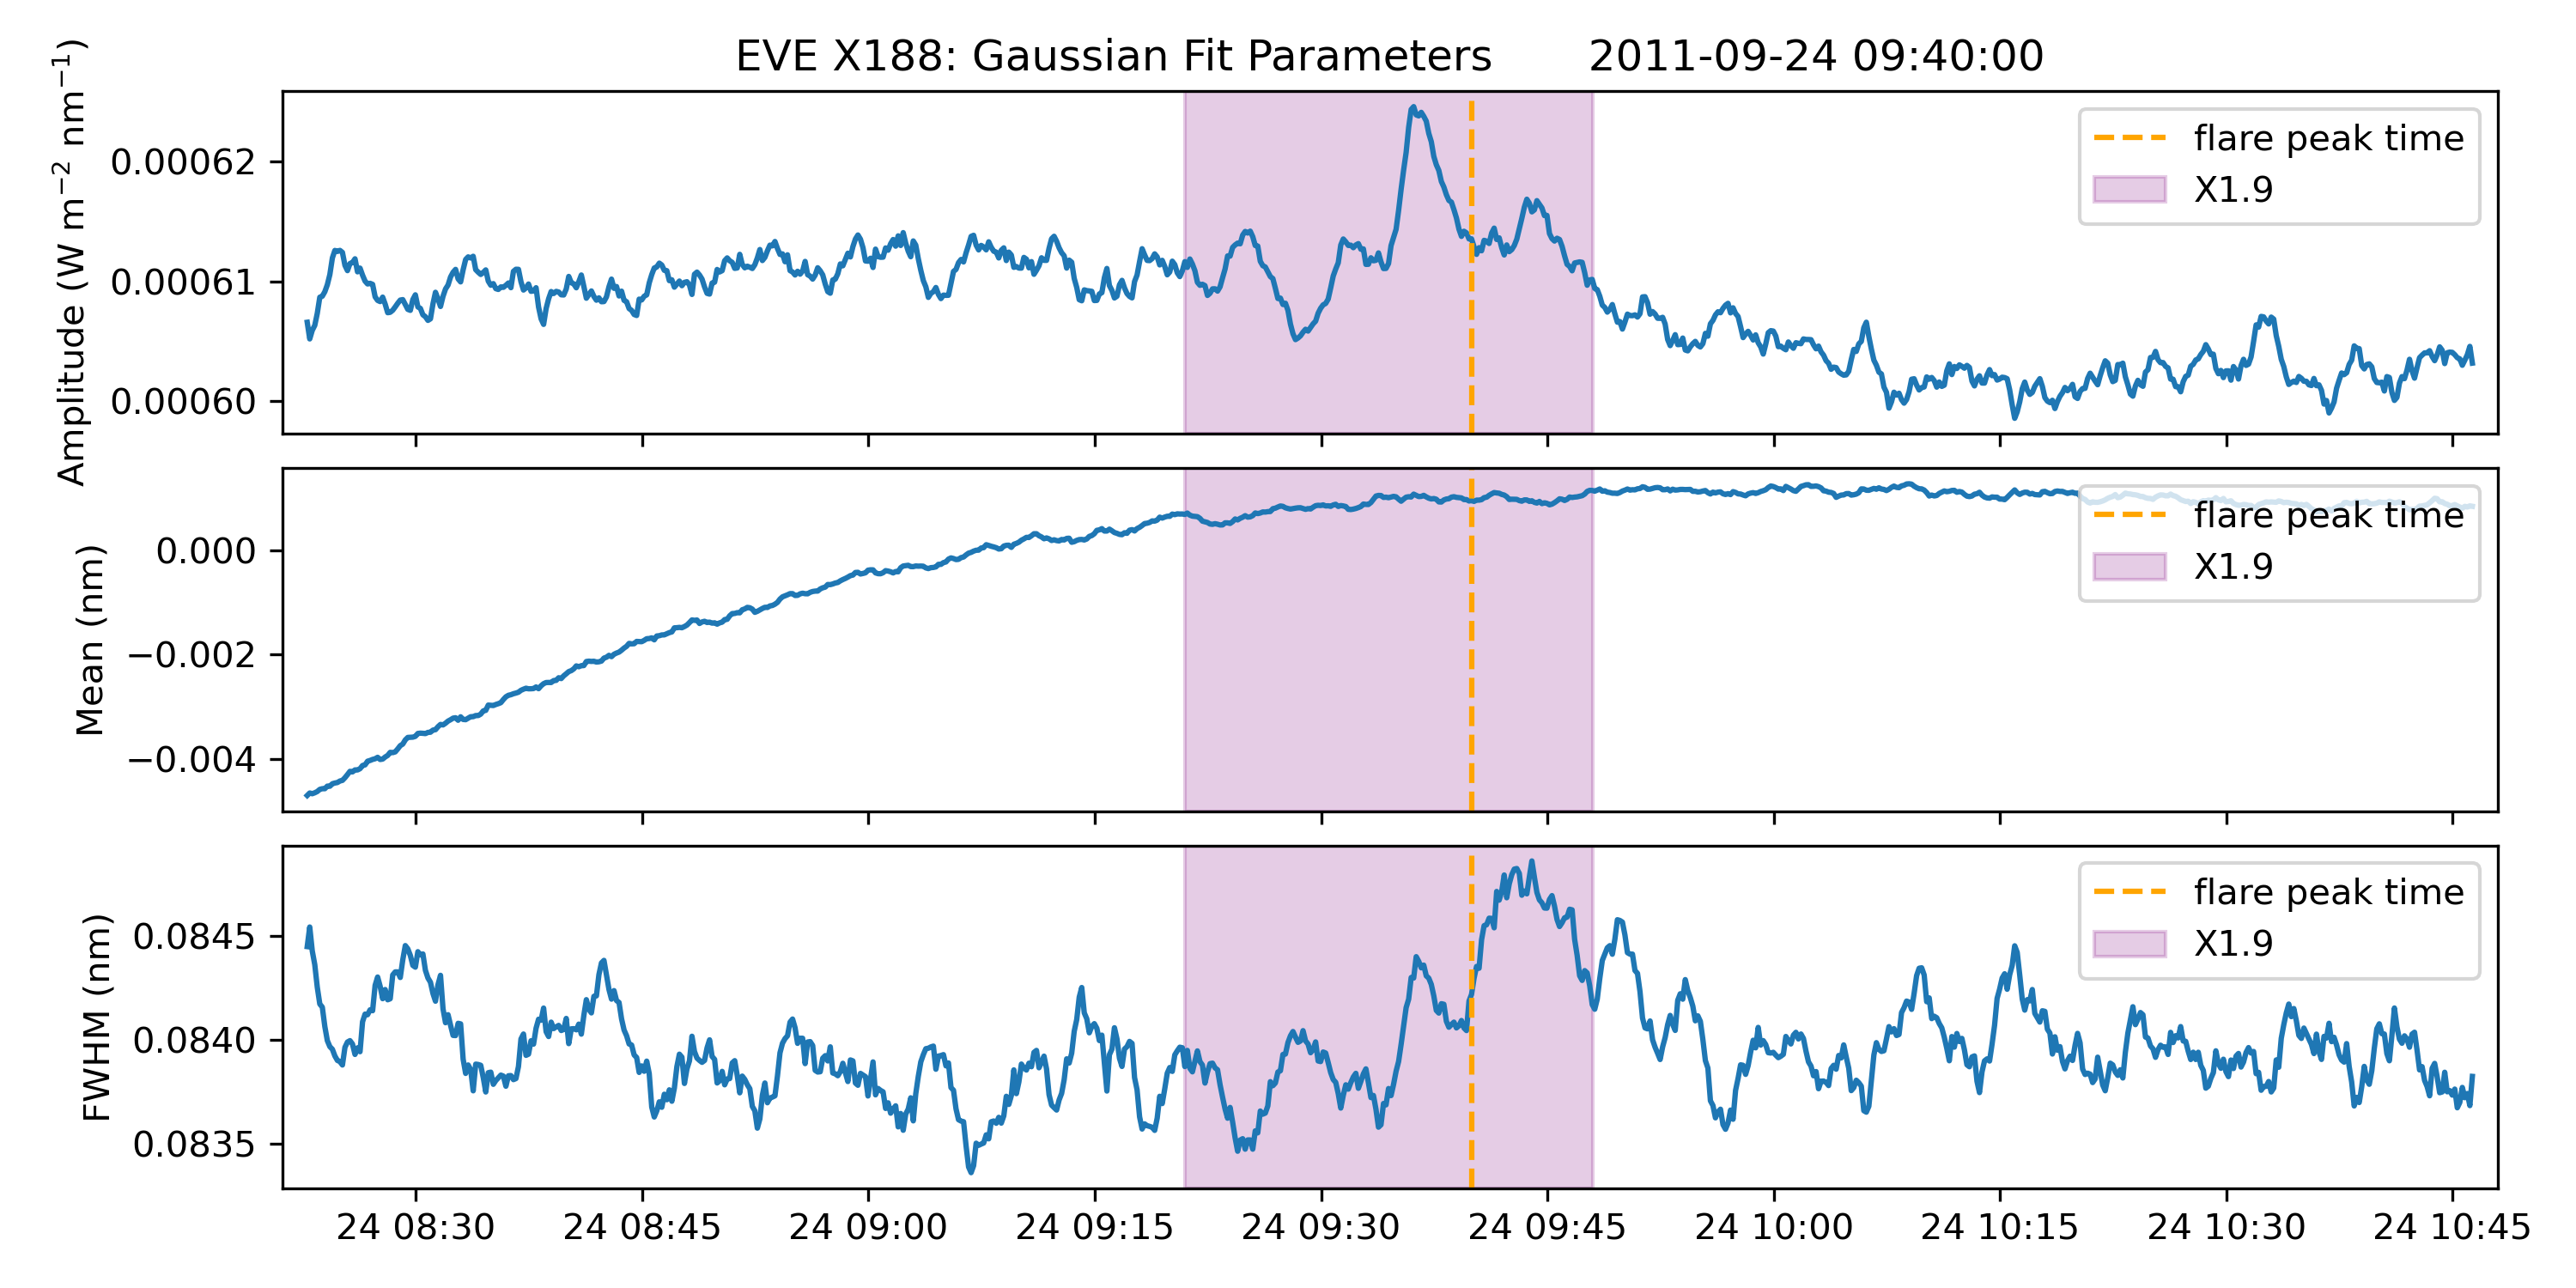 EVE X188: Gaussian Fit Parameters 2011-09-24 09:40:00
Amplitude (W m⁻² nm⁻¹)
0.00062
0.00061
0.00060
flare peak time
X1.9
Mean (nm)
0.000
−0.002
−0.004
flare peak time
X1.9
FWHM (nm)
0.0845
0.0840
0.0835
flare peak time
X1.9
24 08:30 24 08:45 24 09:00 24 09:15 24 09:30 24 09:45 24 10:00 24 10:15 24 10:30 24 10:45